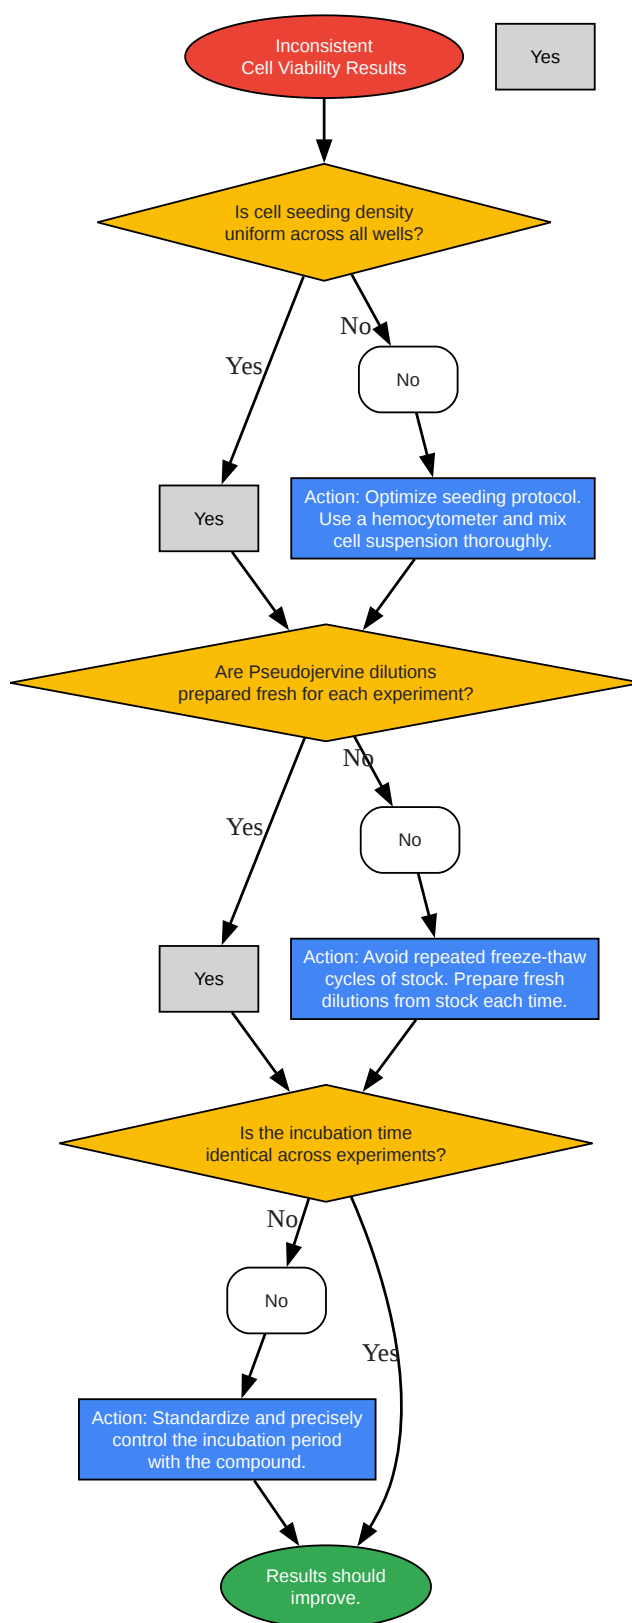 Inconsistent
Cell Viability Results
Yes
Is cell seeding density
uniform across all wells?
No
Yes
No
Yes
Action: Optimize seeding protocol.
Use a hemocytometer and mix
cell suspension thoroughly.
Are Pseudojervine dilutions
prepared fresh for each experiment?
No
Yes
No
Yes
Action: Avoid repeated freeze-thaw
cycles of stock. Prepare fresh
dilutions from stock each time.
Is the incubation time
identical across experiments?
No
No
Yes
Action: Standardize and precisely
control the incubation period
with the compound.
Results should
improve.